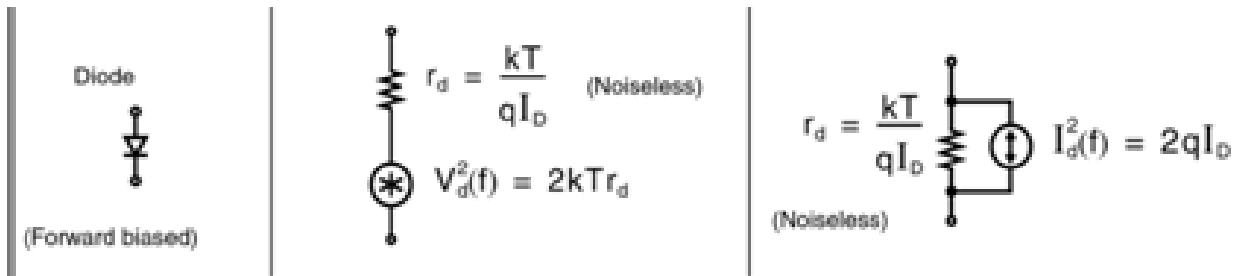 Diode
(Forward biased)
r_d = kT / qI_D (Noiseless)
V_d^2(f) = 2kTr_d
r_d = kT / qI_D
I_d^2(f) = 2qI_D
(Noiseless)